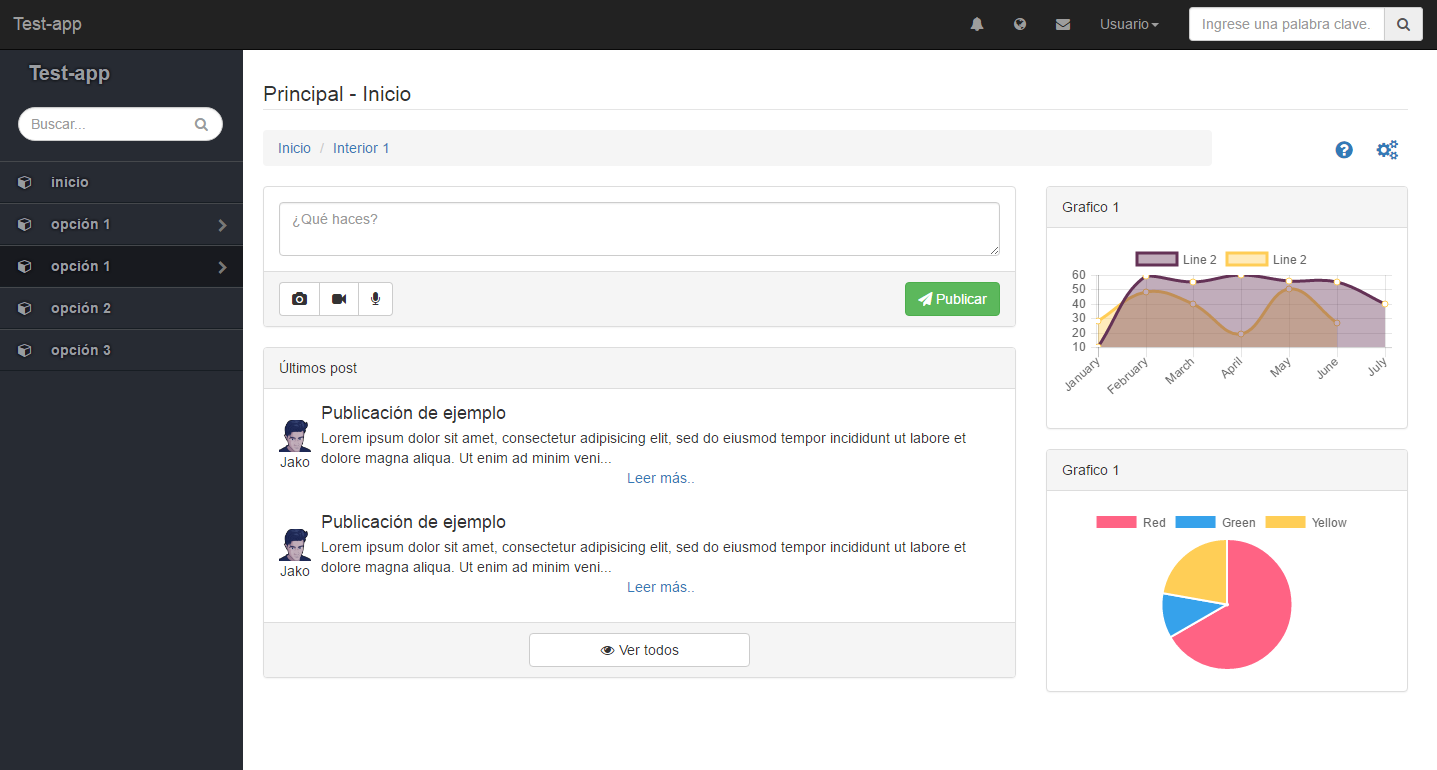 Test-app
Usuario
Ingrese una palabra clave.
Test-app
Buscar...
inicio
opción 1
opción 1
opción 2
opción 3
Principal - Inicio
Inicio / Interior 1
¿Qué haces?
Publicar
Últimos post
Publicación de ejemplo
Lorem ipsum dolor sit amet, consectetur adipisicing elit, sed do eiusmod tempor incididunt ut labore et
dolore magna aliqua. Ut enim ad minim veni...
Jako
Leer más..
Publicación de ejemplo
Lorem ipsum dolor sit amet, consectetur adipisicing elit, sed do eiusmod tempor incididunt ut labore et
dolore magna aliqua. Ut enim ad minim veni...
Jako
Leer más..
Ver todos
Grafico 1
Line 2 Line 2
60
50
40
30
20
10
January February March April May June July
Grafico 1
Red Green Yellow